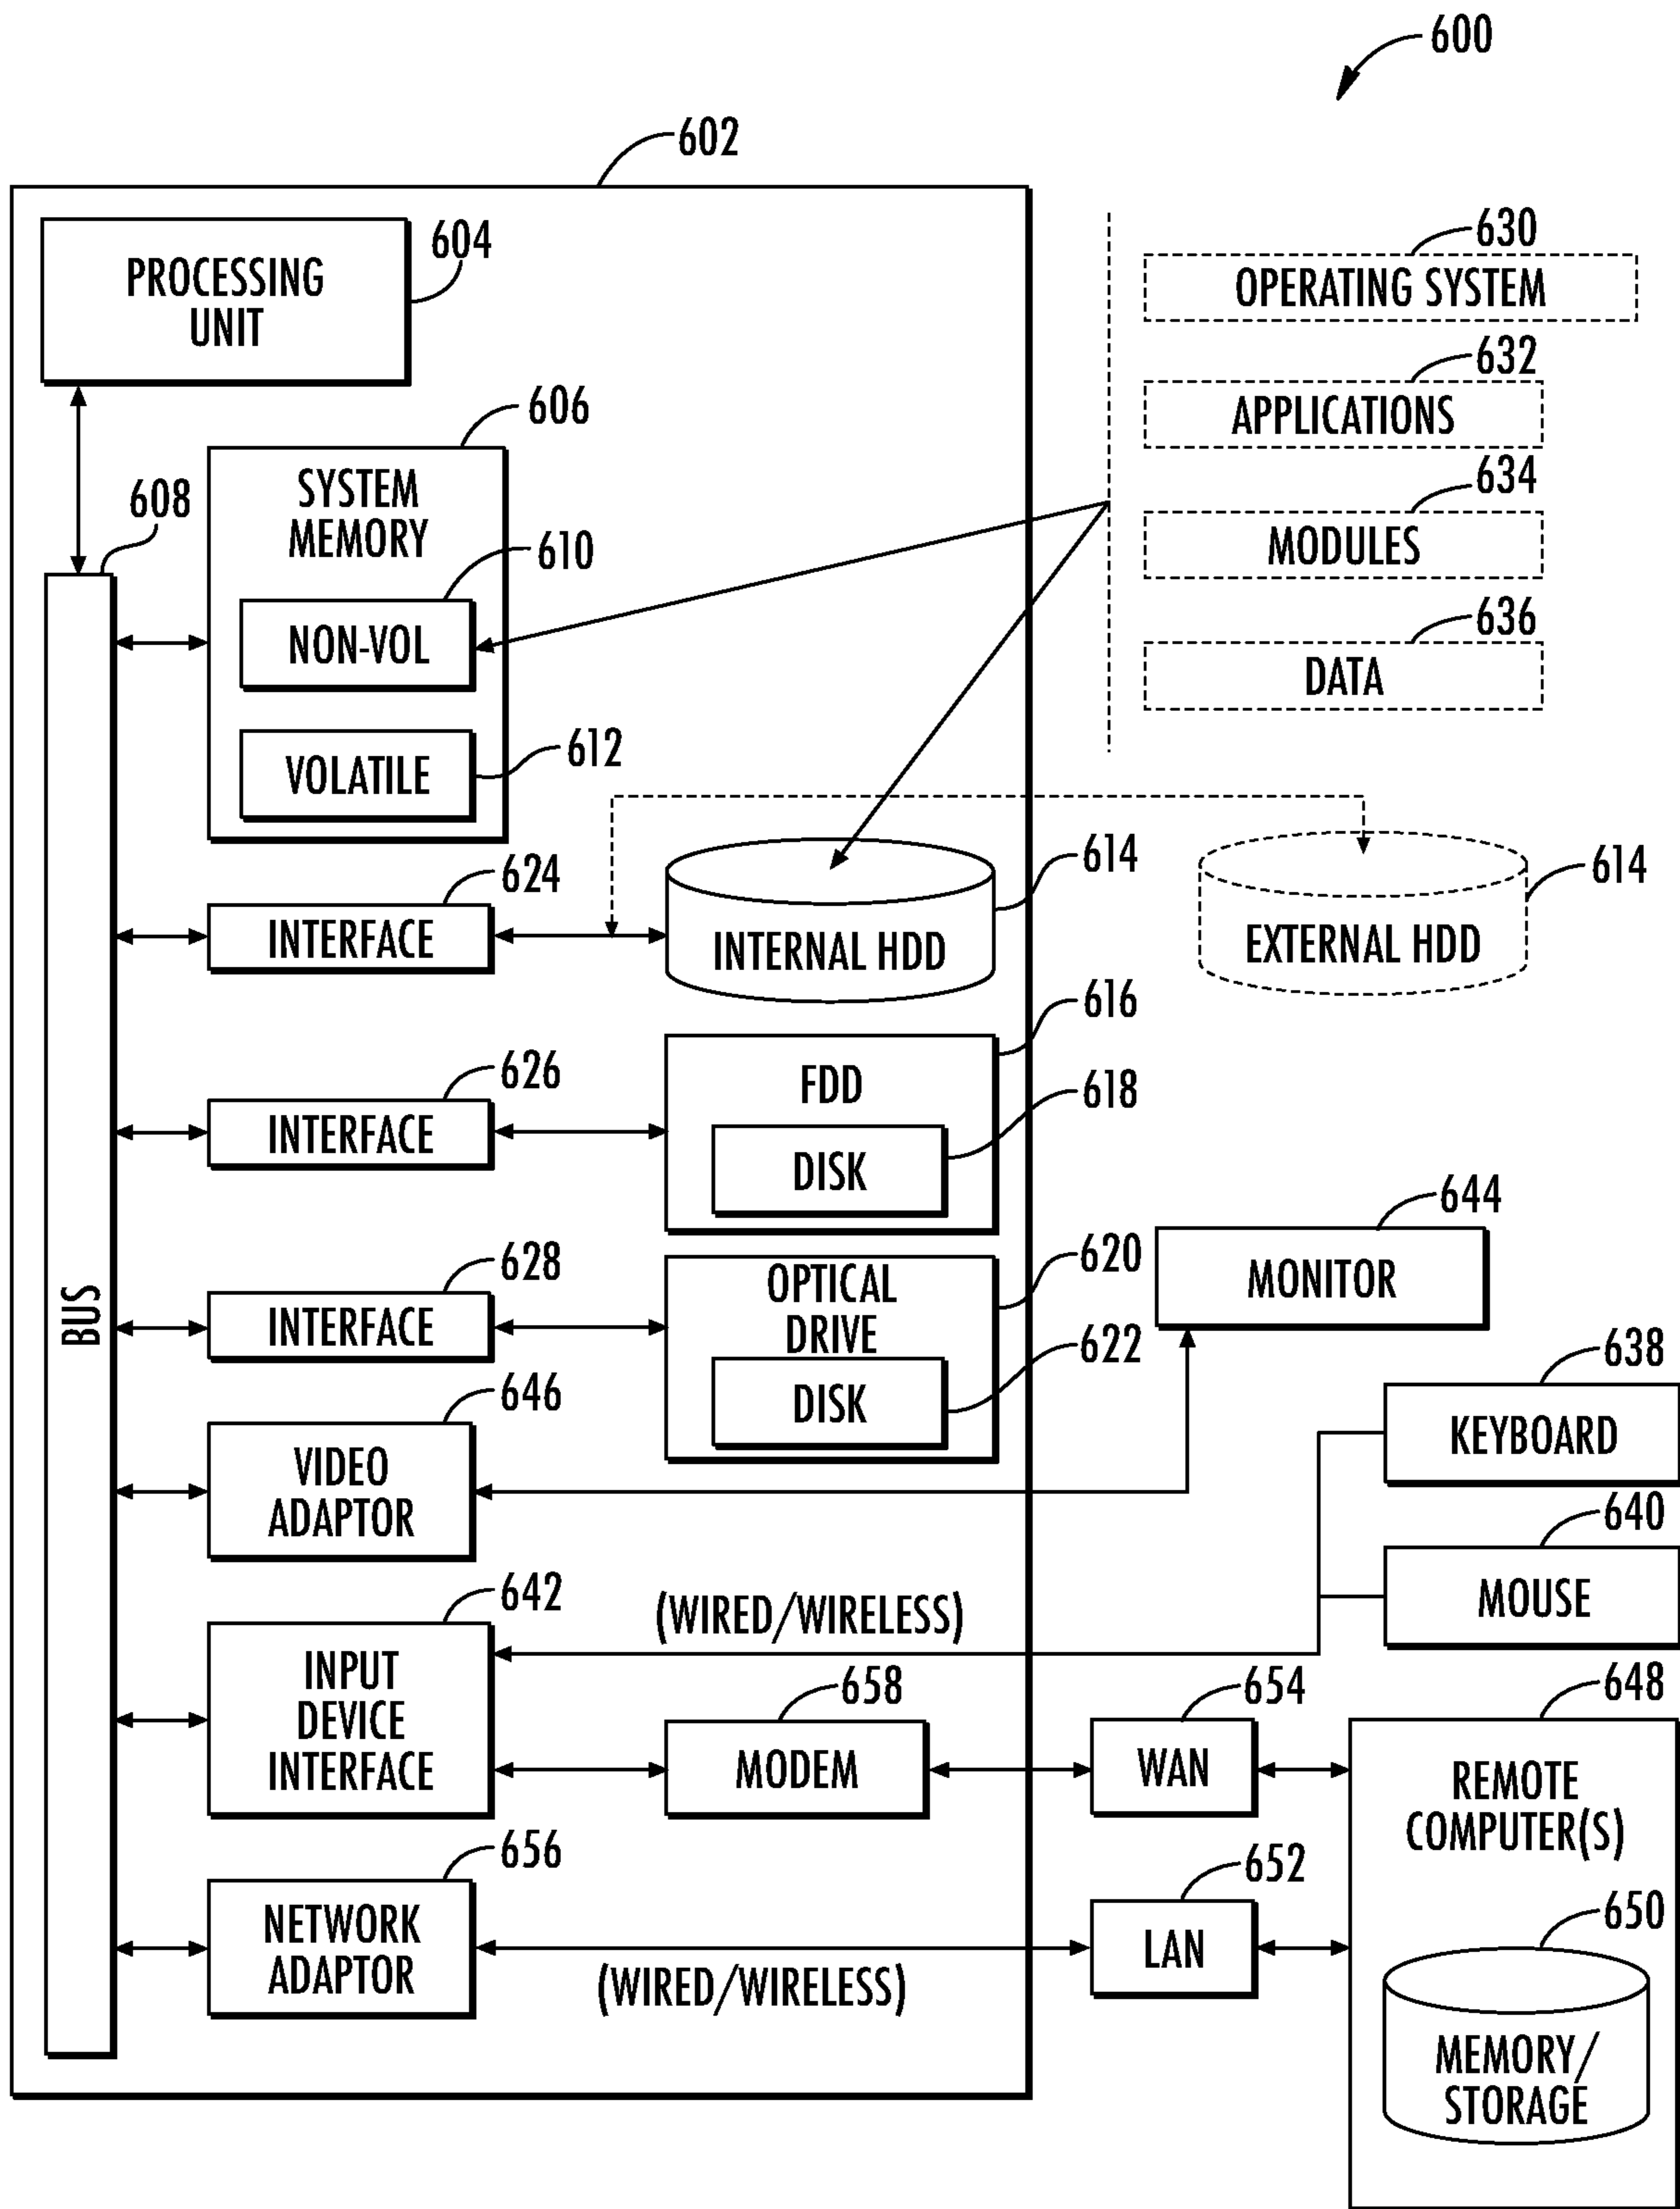 600
602
PROCESSING
UNIT
604
630
OPERATING SYSTEM
632
APPLICATIONS
634
MODULES
636
DATA
606
SYSTEM
MEMORY
608
610
NON-VOL
612
VOLATILE
BUS
624
INTERFACE
614
INTERNAL HDD
614
EXTERNAL HDD
616
FDD
618
DISK
626
INTERFACE
644
MONITOR
620
OPTICAL
DRIVE
622
DISK
628
INTERFACE
638
KEYBOARD
646
VIDEO
ADAPTOR
640
MOUSE
642
INPUT
DEVICE
INTERFACE
(WIRED/WIRELESS)
658
MODEM
654
WAN
648
REMOTE
COMPUTER(S)
656
NETWORK
ADAPTOR
(WIRED/WIRELESS)
652
LAN
650
MEMORY/
STORAGE